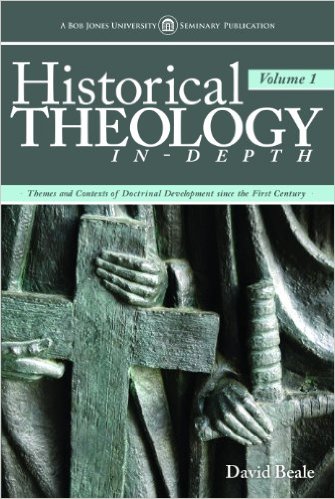 A BOB JONES UNIVERSITY SEMINARY PUBLICATION
Historical
Volume 1
THEOLOGY
IN-DEPTH
Themes and Contexts of Doctrinal Development since the First Century
David Beale